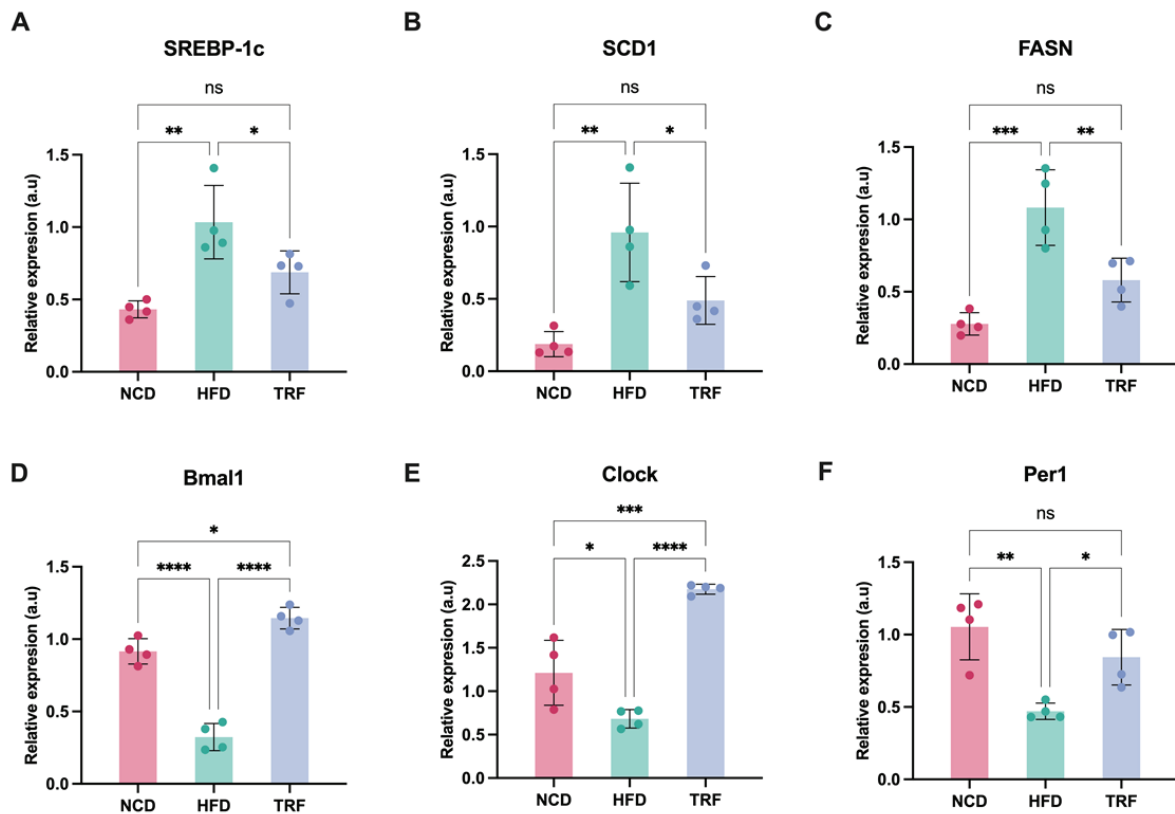 A
SREBP-1c
ns
** *
Relative expresion (a.u)
1.5
1.0
0.5
0.0
NCD HFD TRF
B
SCD1
ns
** *
Relative expresion (a.u)
1.5
1.0
0.5
0.0
NCD HFD TRF
C
FASN
ns
*** **
Relative expresion (a.u)
1.5
1.0
0.5
0.0
NCD HFD TRF
D
Bmal1
*
**** ****
Relative expresion (a.u)
1.5
1.0
0.5
0.0
NCD HFD TRF
E
Clock
***
* ****
Relative expresion (a.u)
2.5
2.0
1.5
1.0
0.5
0.0
NCD HFD TRF
F
Per1
ns
** *
Relative expresion (a.u)
1.5
1.0
0.5
0.0
NCD HFD TRF